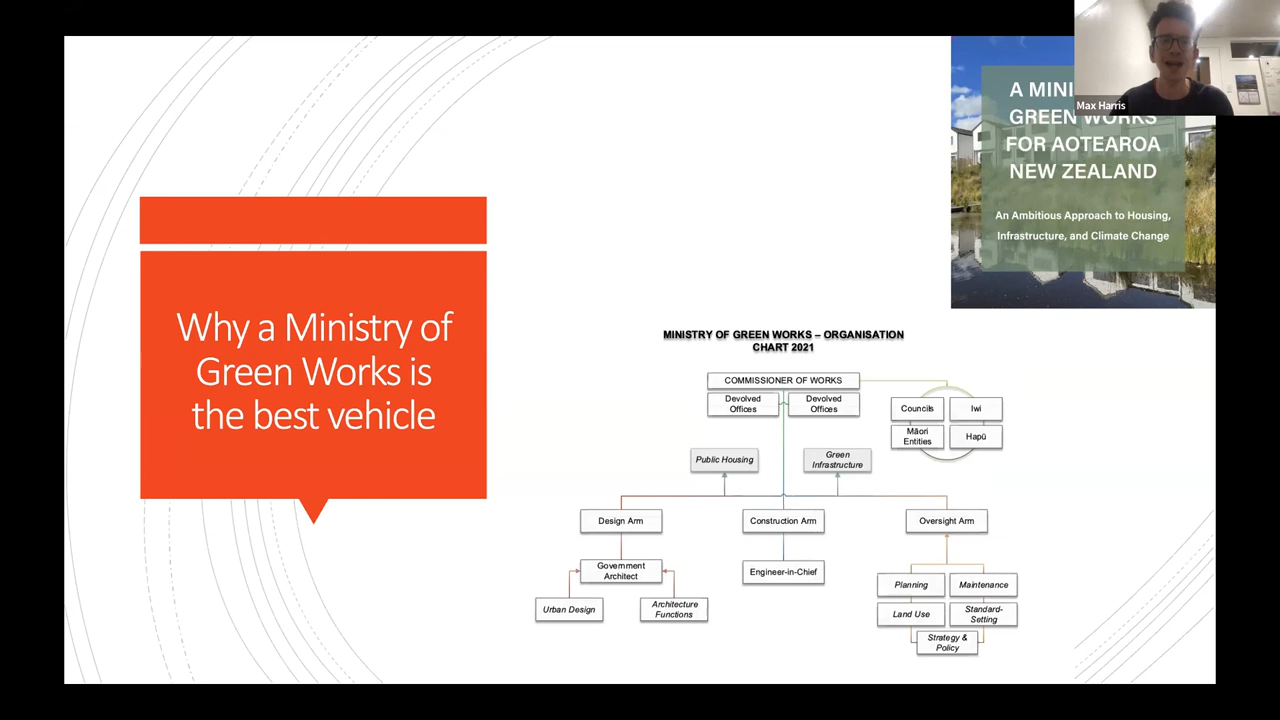 A MINI
GREEN WORKS
FOR AOTEAROA
NEW ZEALAND
An Ambitious Approach to Housing,
Infrastructure, and Climate Change
Max Harris
Why a Ministry of
Green Works is
the best vehicle
MINISTRY OF GREEN WORKS – ORGANISATION
CHART 2021
COMMISSIONER OF WORKS
Devolved
Offices
Devolved
Offices
Councils
Iwi
Māori
Entities
Hapū
Public Housing
Green
Infrastructure
Design Arm
Construction Arm
Oversight Arm
Government
Architect
Engineer-in-Chief
Urban Design
Architecture
Functions
Planning
Maintenance
Land Use
Standard-
Setting
Strategy &
Policy